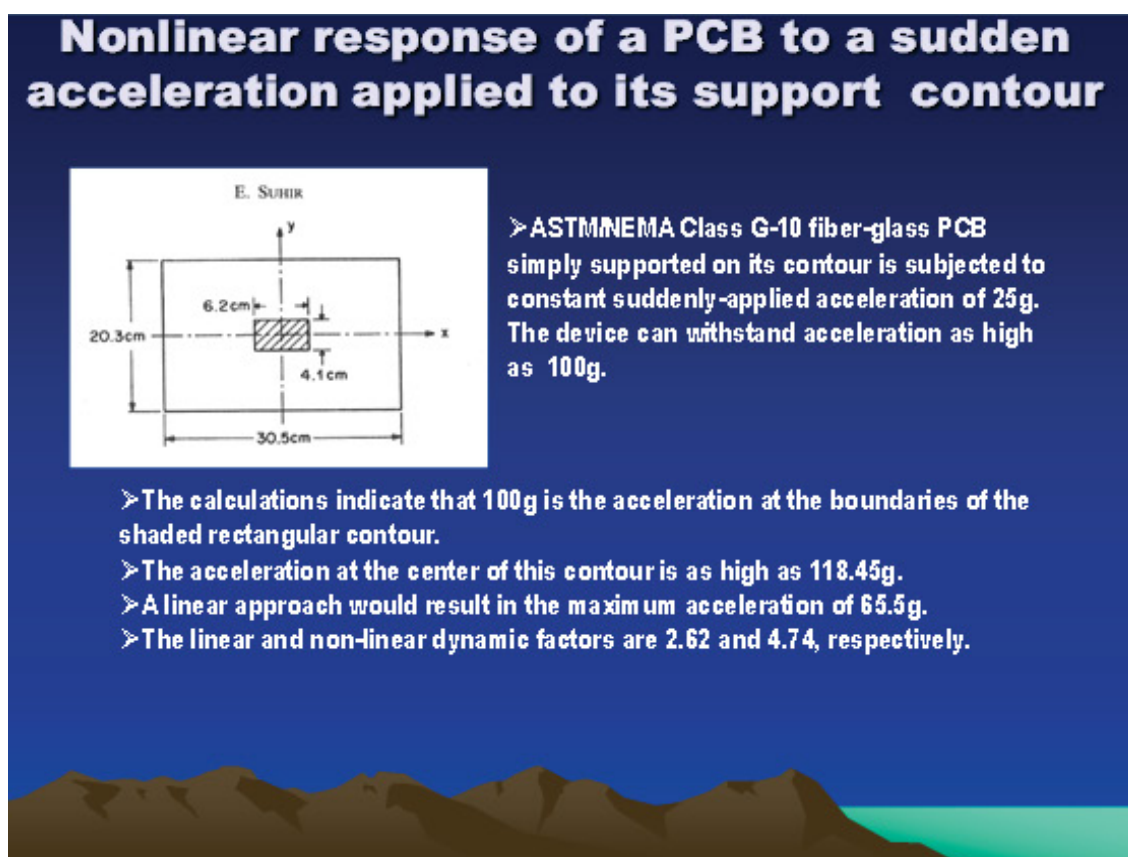 Nonlinear response of a PCB to a sudden
acceleration applied to its support contour
E. SUHIR
y
6.2cm
20.3cm
x
4.1cm
30.5cm
➢ASTM/NEMA Class G-10 fiber-glass PCB
simply supported on its contour is subjected to
constant suddenly-applied acceleration of 25g.
The device can withstand acceleration as high
as 100g.
➢The calculations indicate that 100g is the acceleration at the boundaries of the
shaded rectangular contour.
➢The acceleration at the center of this contour is as high as 118.45g.
➢A linear approach would result in the maximum acceleration of 65.5g.
➢The linear and non-linear dynamic factors are 2.62 and 4.74, respectively.